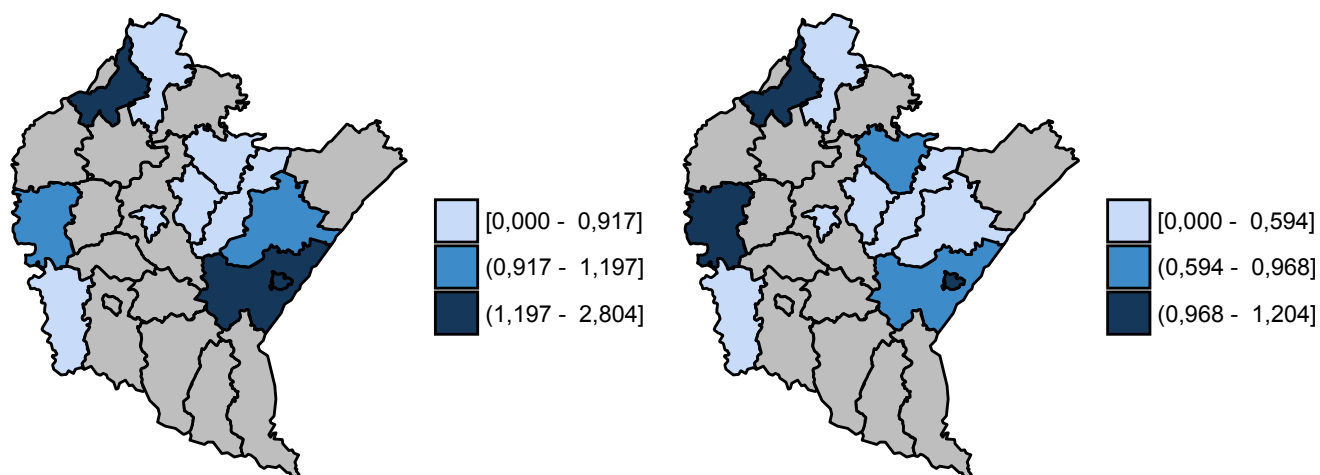 [0,000 - 0,917]
(0,917 - 1,197]
(1,197 - 2,804]
[0,000 - 0,594]
(0,594 - 0,968]
(0,968 - 1,204]